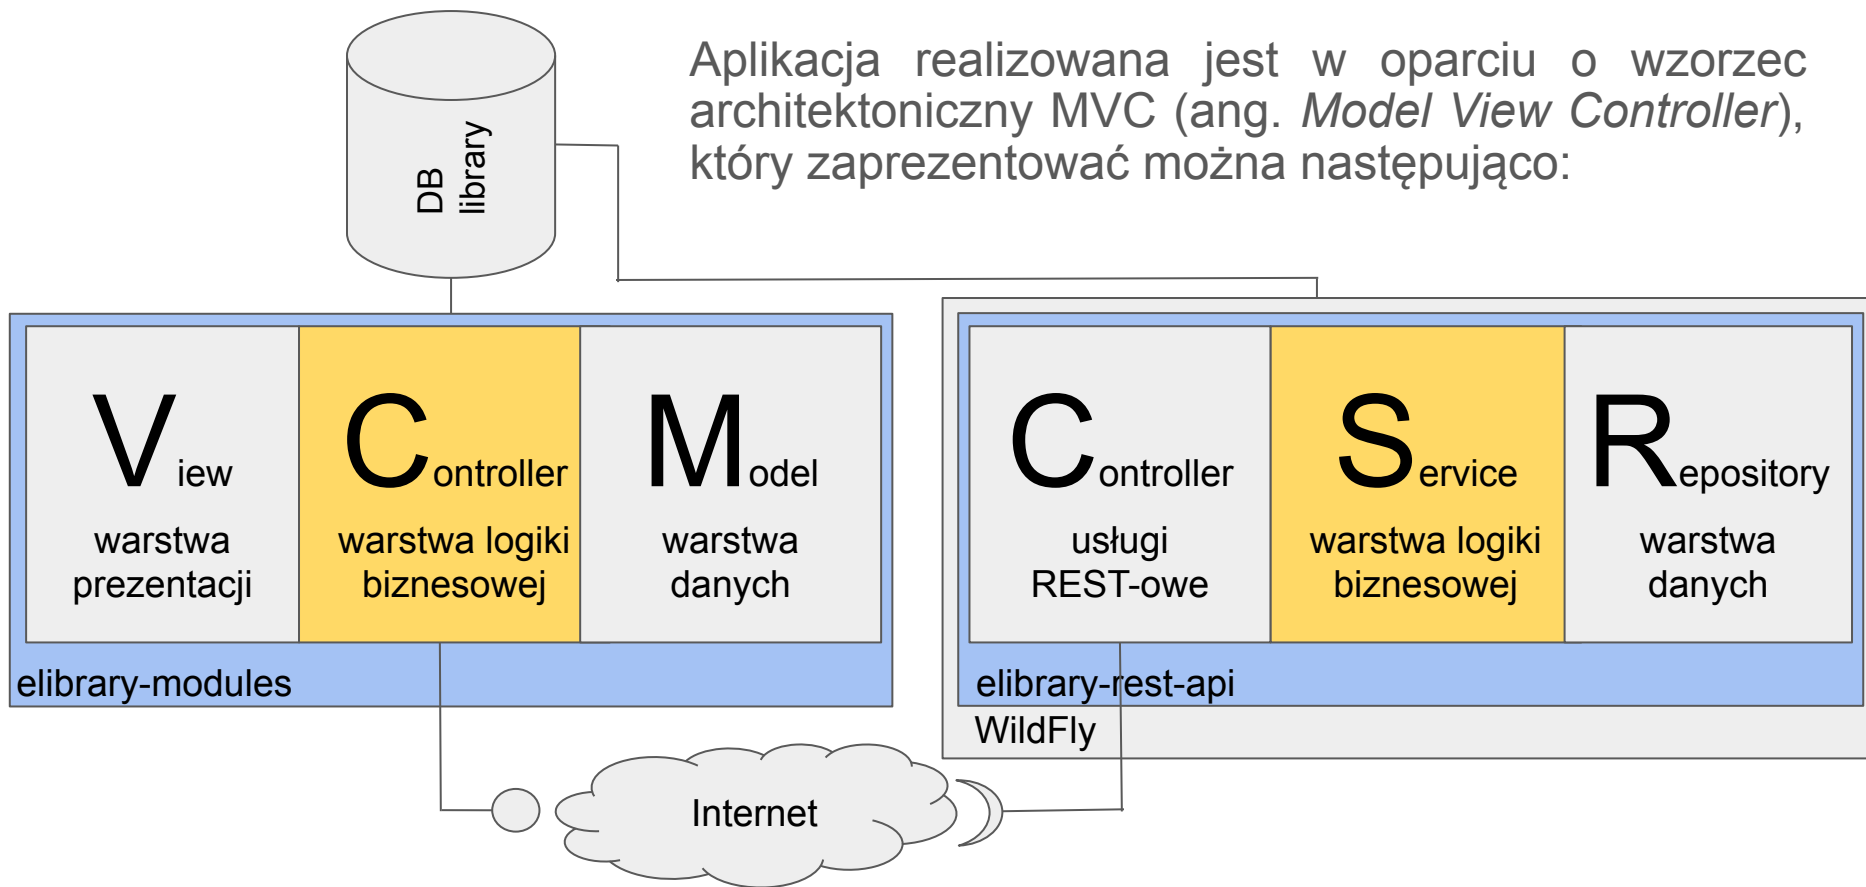 Aplikacja realizowana jest w oparciu o wzorzec
architektoniczny MVC (ang. Model View Controller),
który zaprezentować można następująco:
DB
library
View
warstwa
prezentacji
Controller
warstwa logiki
biznesowej
Model
warstwa
danych
elibrary-modules
Controller
usługi
REST-owe
Service
warstwa logiki
biznesowej
Repository
warstwa
danych
elibrary-rest-api
WildFly
Internet